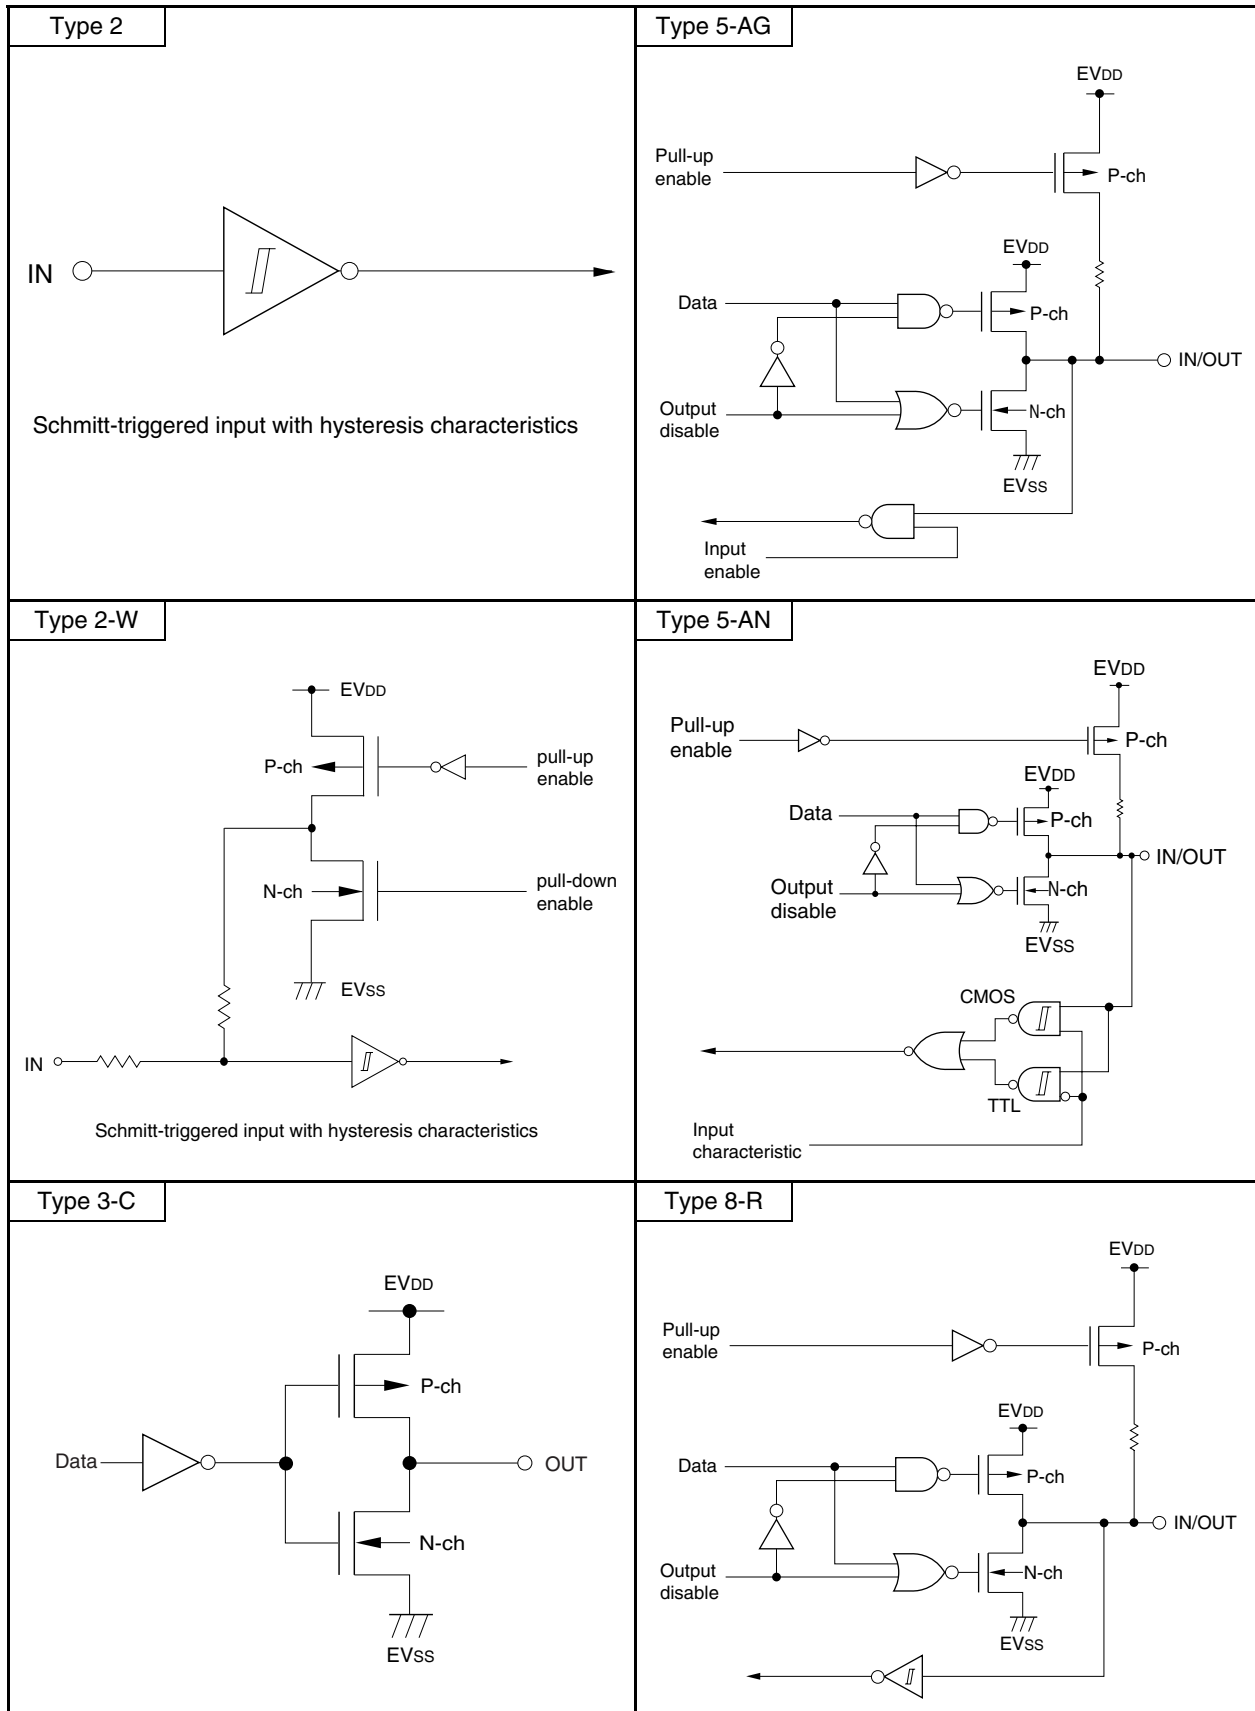 Type 2
IN
Schmitt-triggered input with hysteresis characteristics
Type 5-AG
EVDD
Pull-up
enable
P-ch
EVDD
Data
P-ch
IN/OUT
Output
disable
N-ch
EVSS
Input
enable
Type 2-W
EVDD
P-ch
pull-up
enable
N-ch
pull-down
enable
EVSS
IN
Schmitt-triggered input with hysteresis characteristics
Type 5-AN
EVDD
Pull-up
enable
P-ch
EVDD
Data
P-ch
IN/OUT
Output
disable
N-ch
EVSS
CMOS
TTL
Input
characteristic
Type 3-C
EVDD
P-ch
Data
OUT
N-ch
EVSS
Type 8-R
EVDD
Pull-up
enable
P-ch
EVDD
Data
P-ch
IN/OUT
Output
disable
N-ch
EVSS